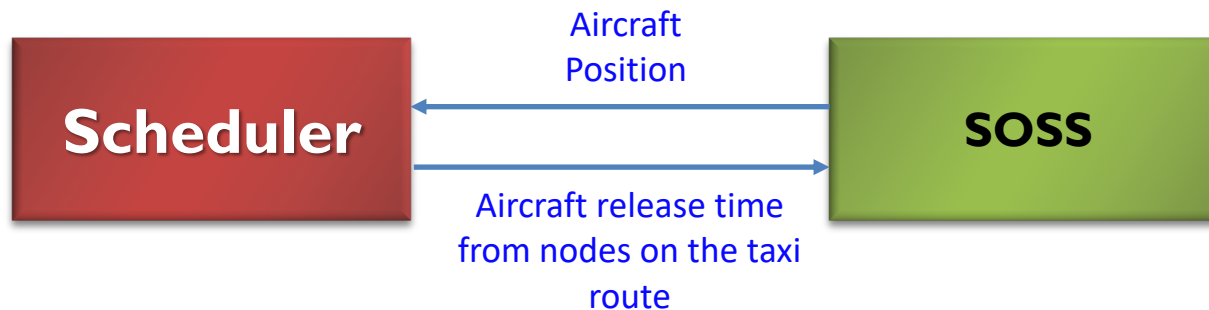 Aircraft
Position
Scheduler
SOSS
Aircraft release time
from nodes on the taxi
route